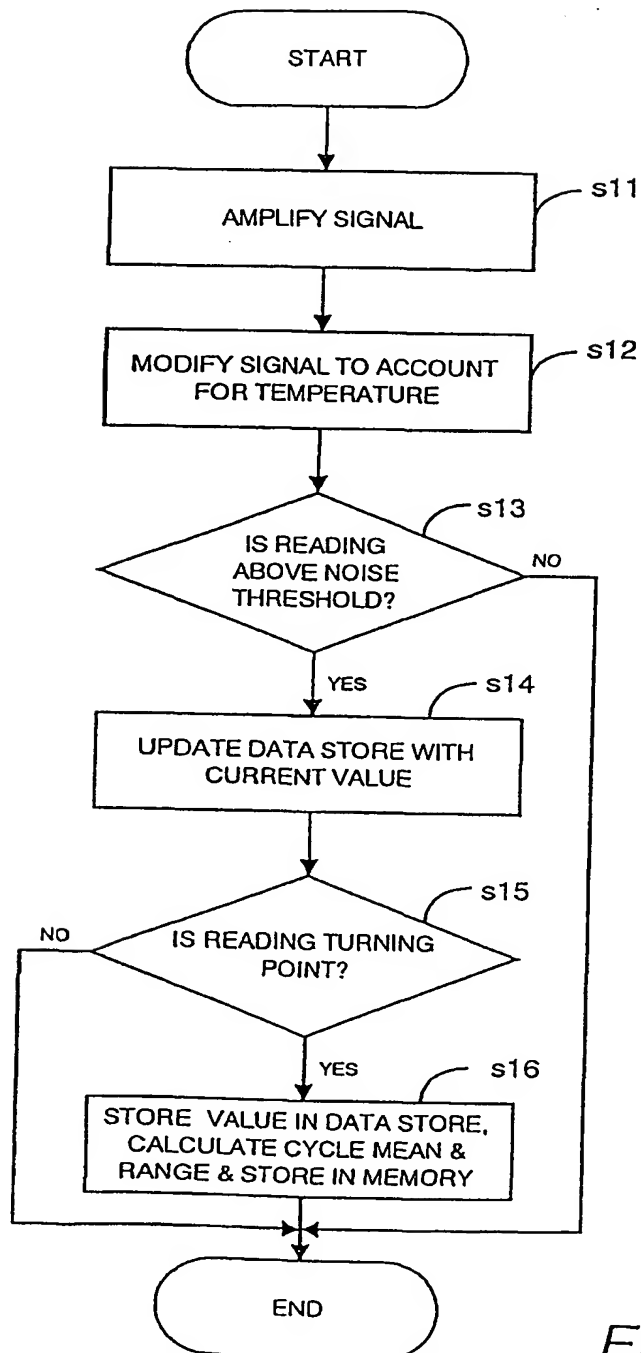 START
s11
AMPLIFY SIGNAL
s12
MODIFY SIGNAL TO ACCOUNT
FOR TEMPERATURE
s13
IS READING
ABOVE NOISE
THRESHOLD?
NO
YES
s14
UPDATE DATA STORE WITH
CURRENT VALUE
s15
NO
IS READING TURNING
POINT?
YES
s16
STORE VALUE IN DATA STORE,
CALCULATE CYCLE MEAN &
RANGE & STORE IN MEMORY
END